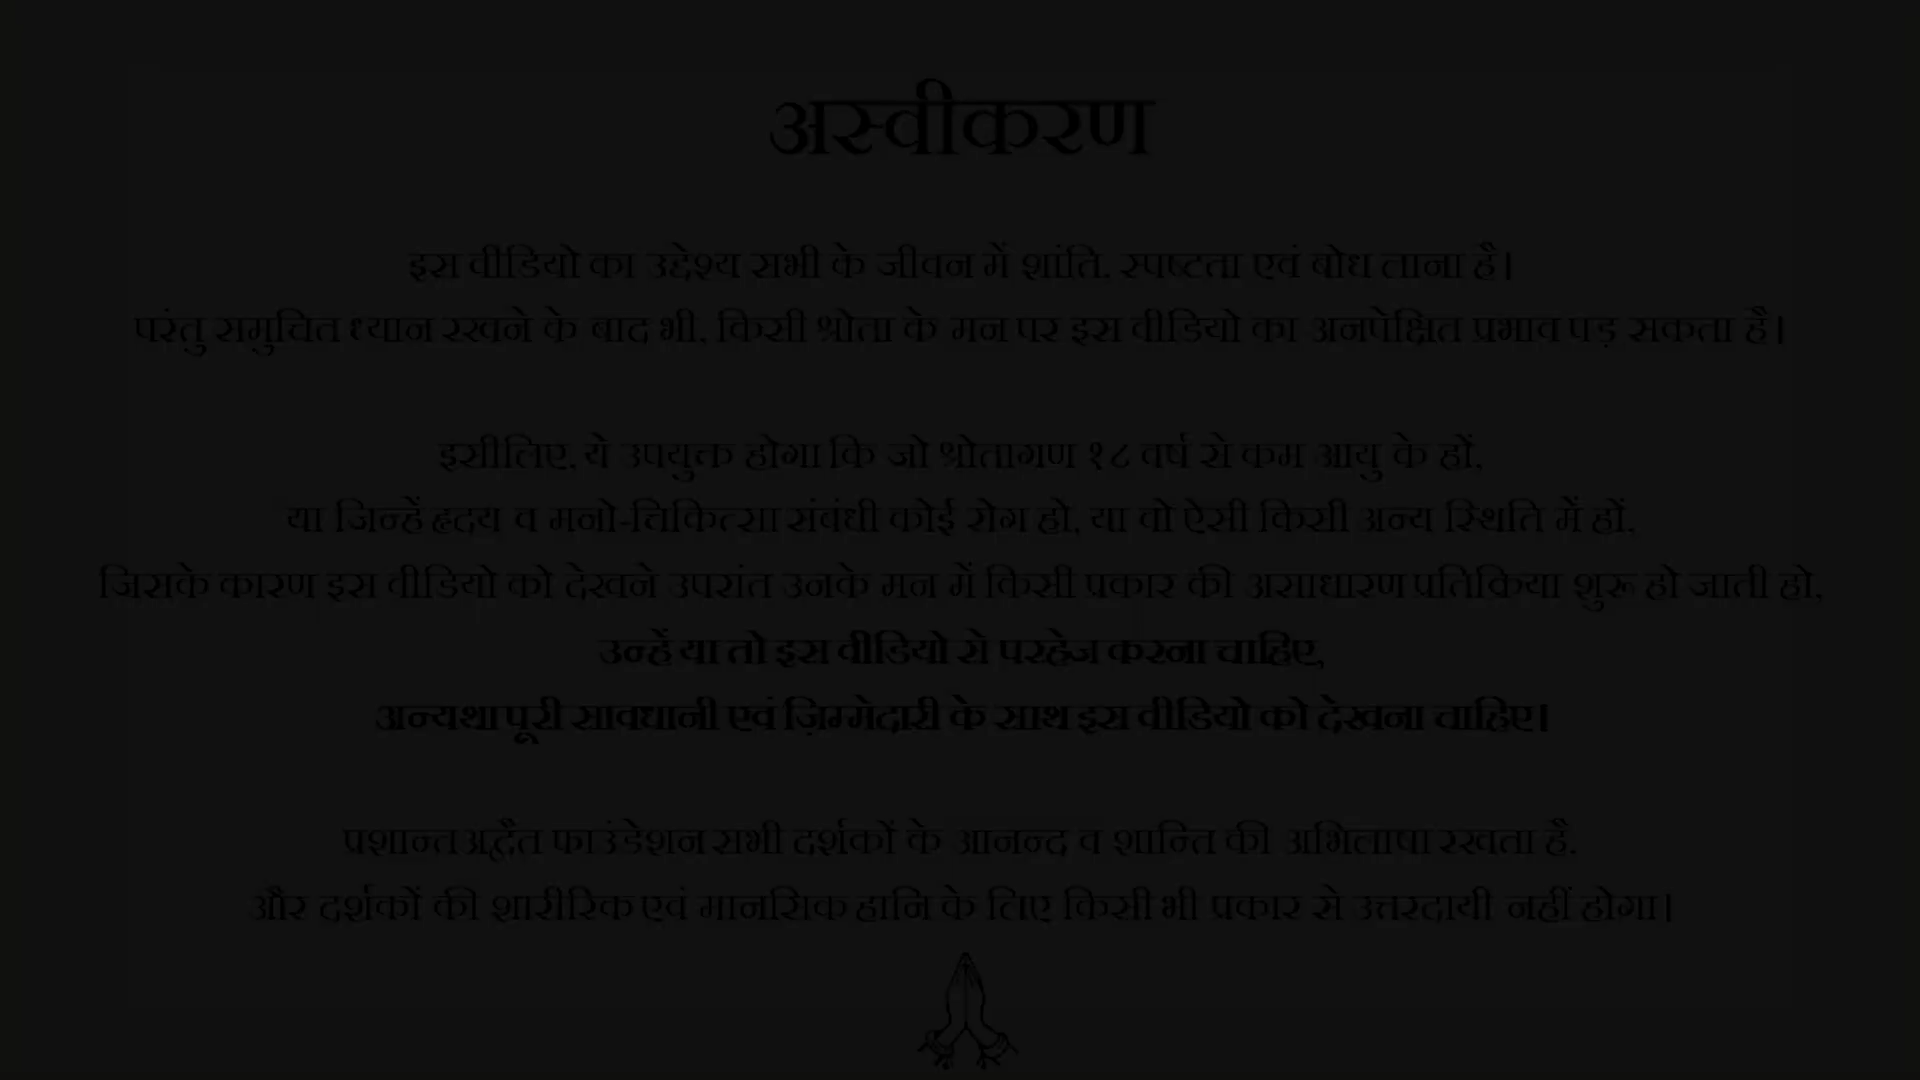 अस्वीकरण
इस वीडियो का उद्देश्य सभी के जीवन में शांति, स्पष्टता एवं बोध लाना है।
परंतु समुचित ध्यान रखने के बाद भी, किसी श्रोता के मन पर इस वीडियो का अनपेक्षित प्रभाव पड़ सकता है।
इसीलिए, ये उपयुक्त होगा कि जो श्रोतागण १८ वर्ष से कम आयु के हों,
या जिन्हें हृदय व मनो-चिकित्सा संबंधी कोई रोग हो, या वो ऐसी किसी अन्य स्थिति में हों,
जिसके कारण इस वीडियो को देखने उपरांत उनके मन में किसी प्रकार की असाधारण प्रतिक्रिया शुरू हो जाती हो,
उन्हें या तो इस वीडियो से परहेज करना चाहिए,
अन्यथा पूरी सावधानी एवं ज़िम्मेदारी के साथ इस वीडियो को देखना चाहिए।
प्रशान्त अद्वैत फाउंडेशन सभी दर्शकों के आनन्द व शान्ति की अभिलाषा रखता है,
और दर्शकों की शारीरिक एवं मानसिक हानि के लिए किसी भी प्रकार से उत्तरदायी नहीं होगा।